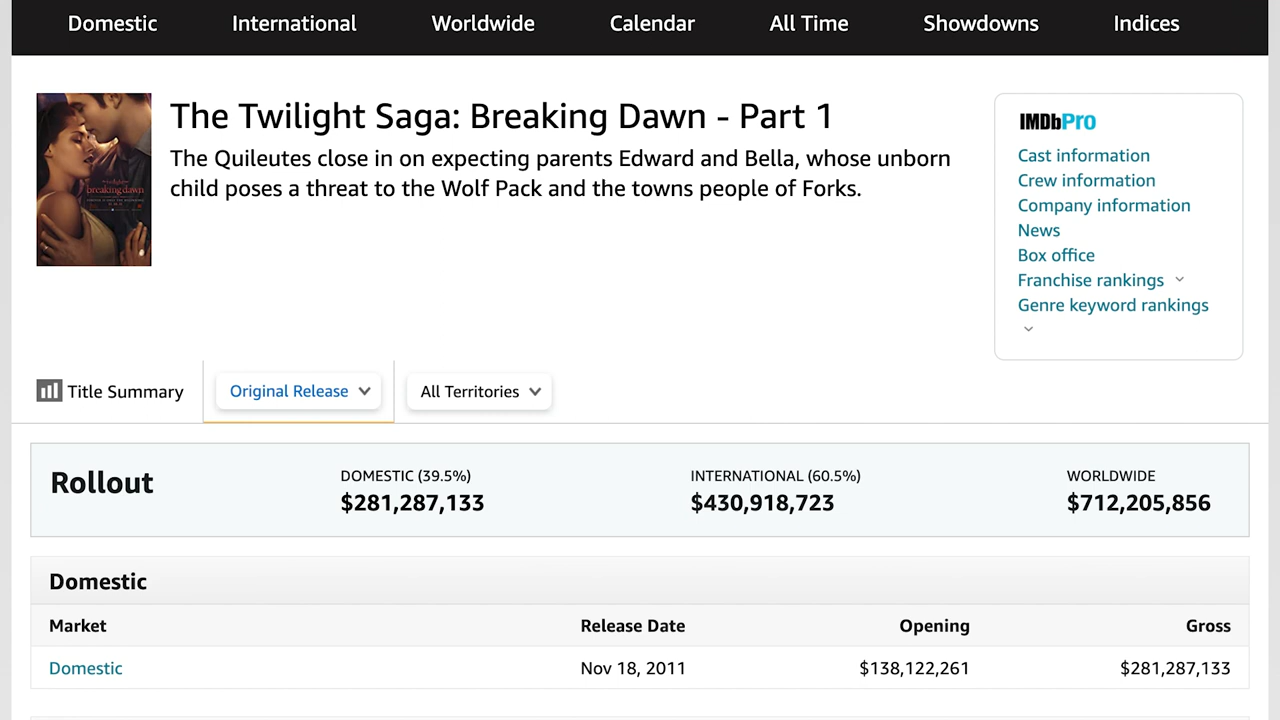 Domestic International Worldwide Calendar All Time Showdowns Indices
The Twilight Saga: Breaking Dawn - Part 1
The Quileutes close in on expecting parents Edward and Bella, whose unborn
child poses a threat to the Wolf Pack and the towns people of Forks.
breaking dawn
IMDbPro
Cast information
Crew information
Company information
News
Box office
Franchise rankings
Genre keyword rankings
Title Summary Original Release All Territories
Rollout
DOMESTIC (39.5%) INTERNATIONAL (60.5%) WORLDWIDE
$281,287,133 $430,918,723 $712,205,856
Domestic
Market Release Date Opening Gross
Domestic Nov 18, 2011 $138,122,261 $281,287,133